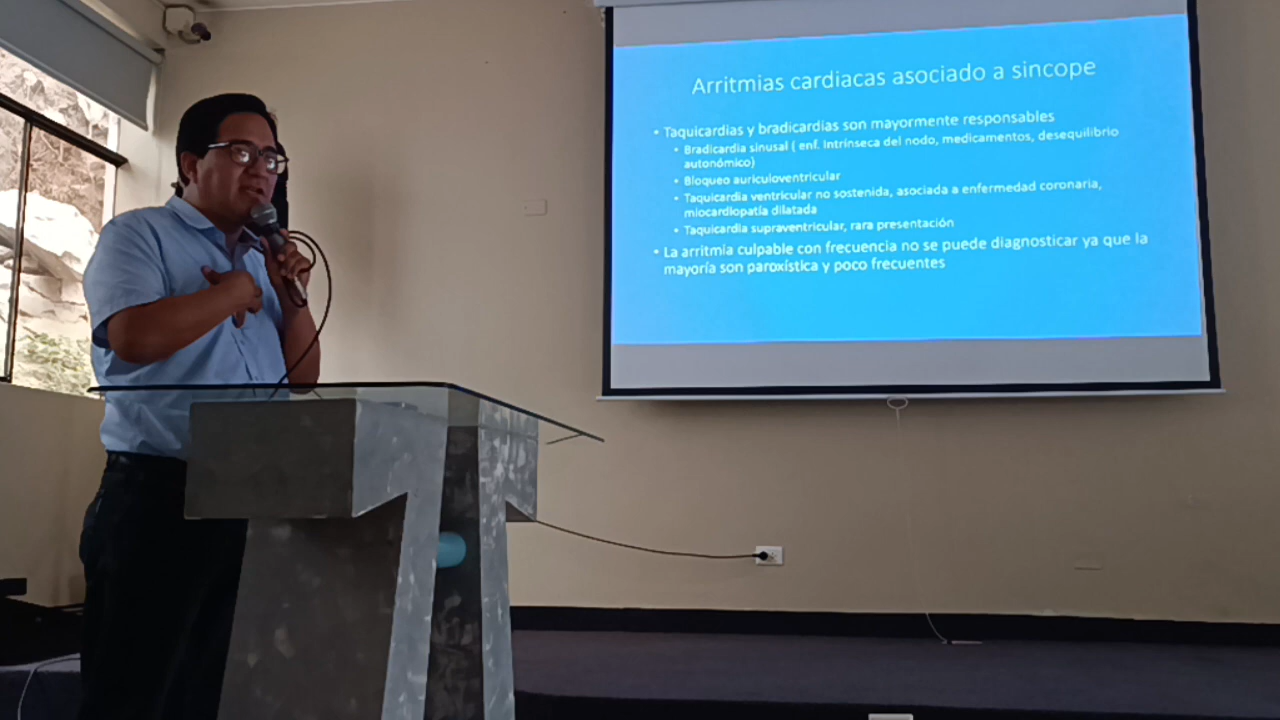 Arritmias cardiacas asociado a sincope
• Taquicardias y bradicardias son mayormente responsables
• Bradicardia sinusal ( enf. Intrínseca del nodo, medicamentos, desequilibrio
autonómico)
• Bloqueo auriculoventricular
• Taquicardia ventricular no sostenida, asociada a enfermedad coronaria,
miocardiopatía dilatada
• Taquicardia supraventricular, rara presentación
• La arritmia culpable con frecuencia no se puede diagnosticar ya que la
mayoría son paroxística y poco frecuentes